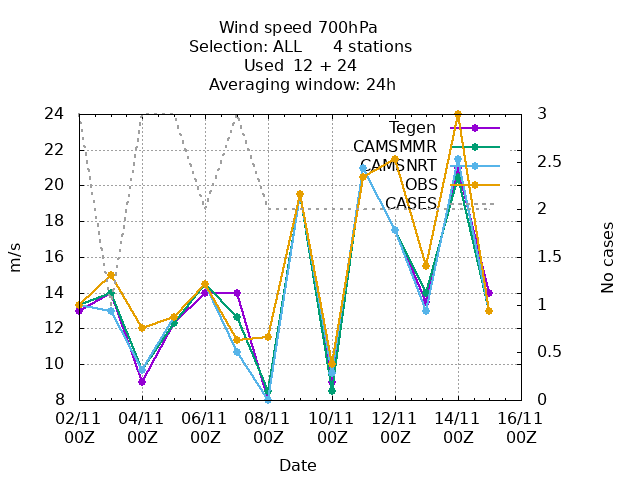 Wind speed 700hPa
Selection: ALL 4 stations
Used 12 + 24
Averaging window: 24h
24
22
20
18
16
14
12
10
8
3
2.5
2
1.5
1
0.5
0
Tegen
CAMSMMR
CAMSNRT
OBS
CASES
m/s
No cases
02/11 04/11 06/11 08/11 10/11 12/11 14/11 16/11
00Z 00Z 00Z 00Z 00Z 00Z 00Z 00Z
Date